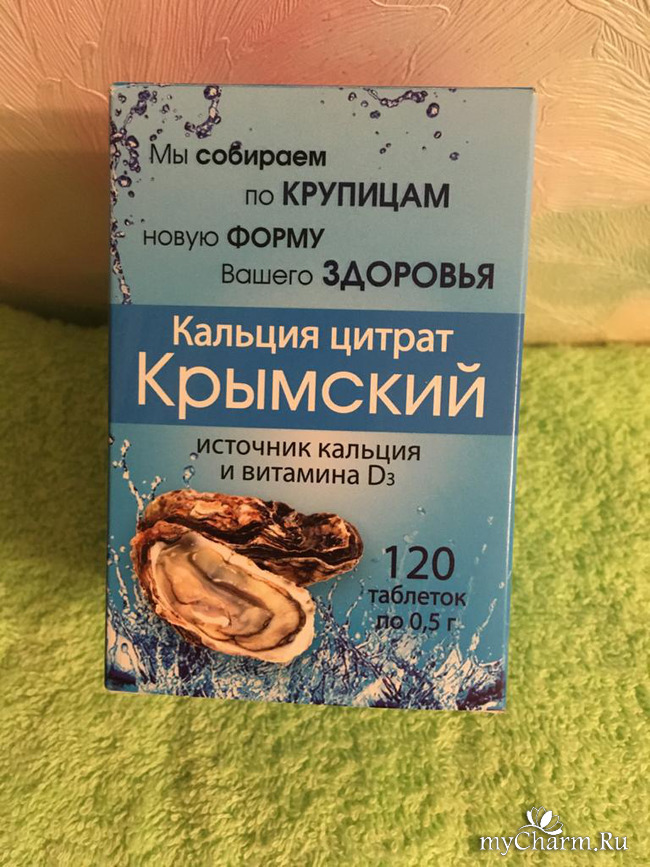 Мы собираем
по КРУПИЦАМ
новую ФОРМУ
Вашего ЗДОРОВЬЯ
Кальция цитрат
Крымский
источник кальция
и витамина D3
120
таблеток
по 0,5 г
myCharm.Ru